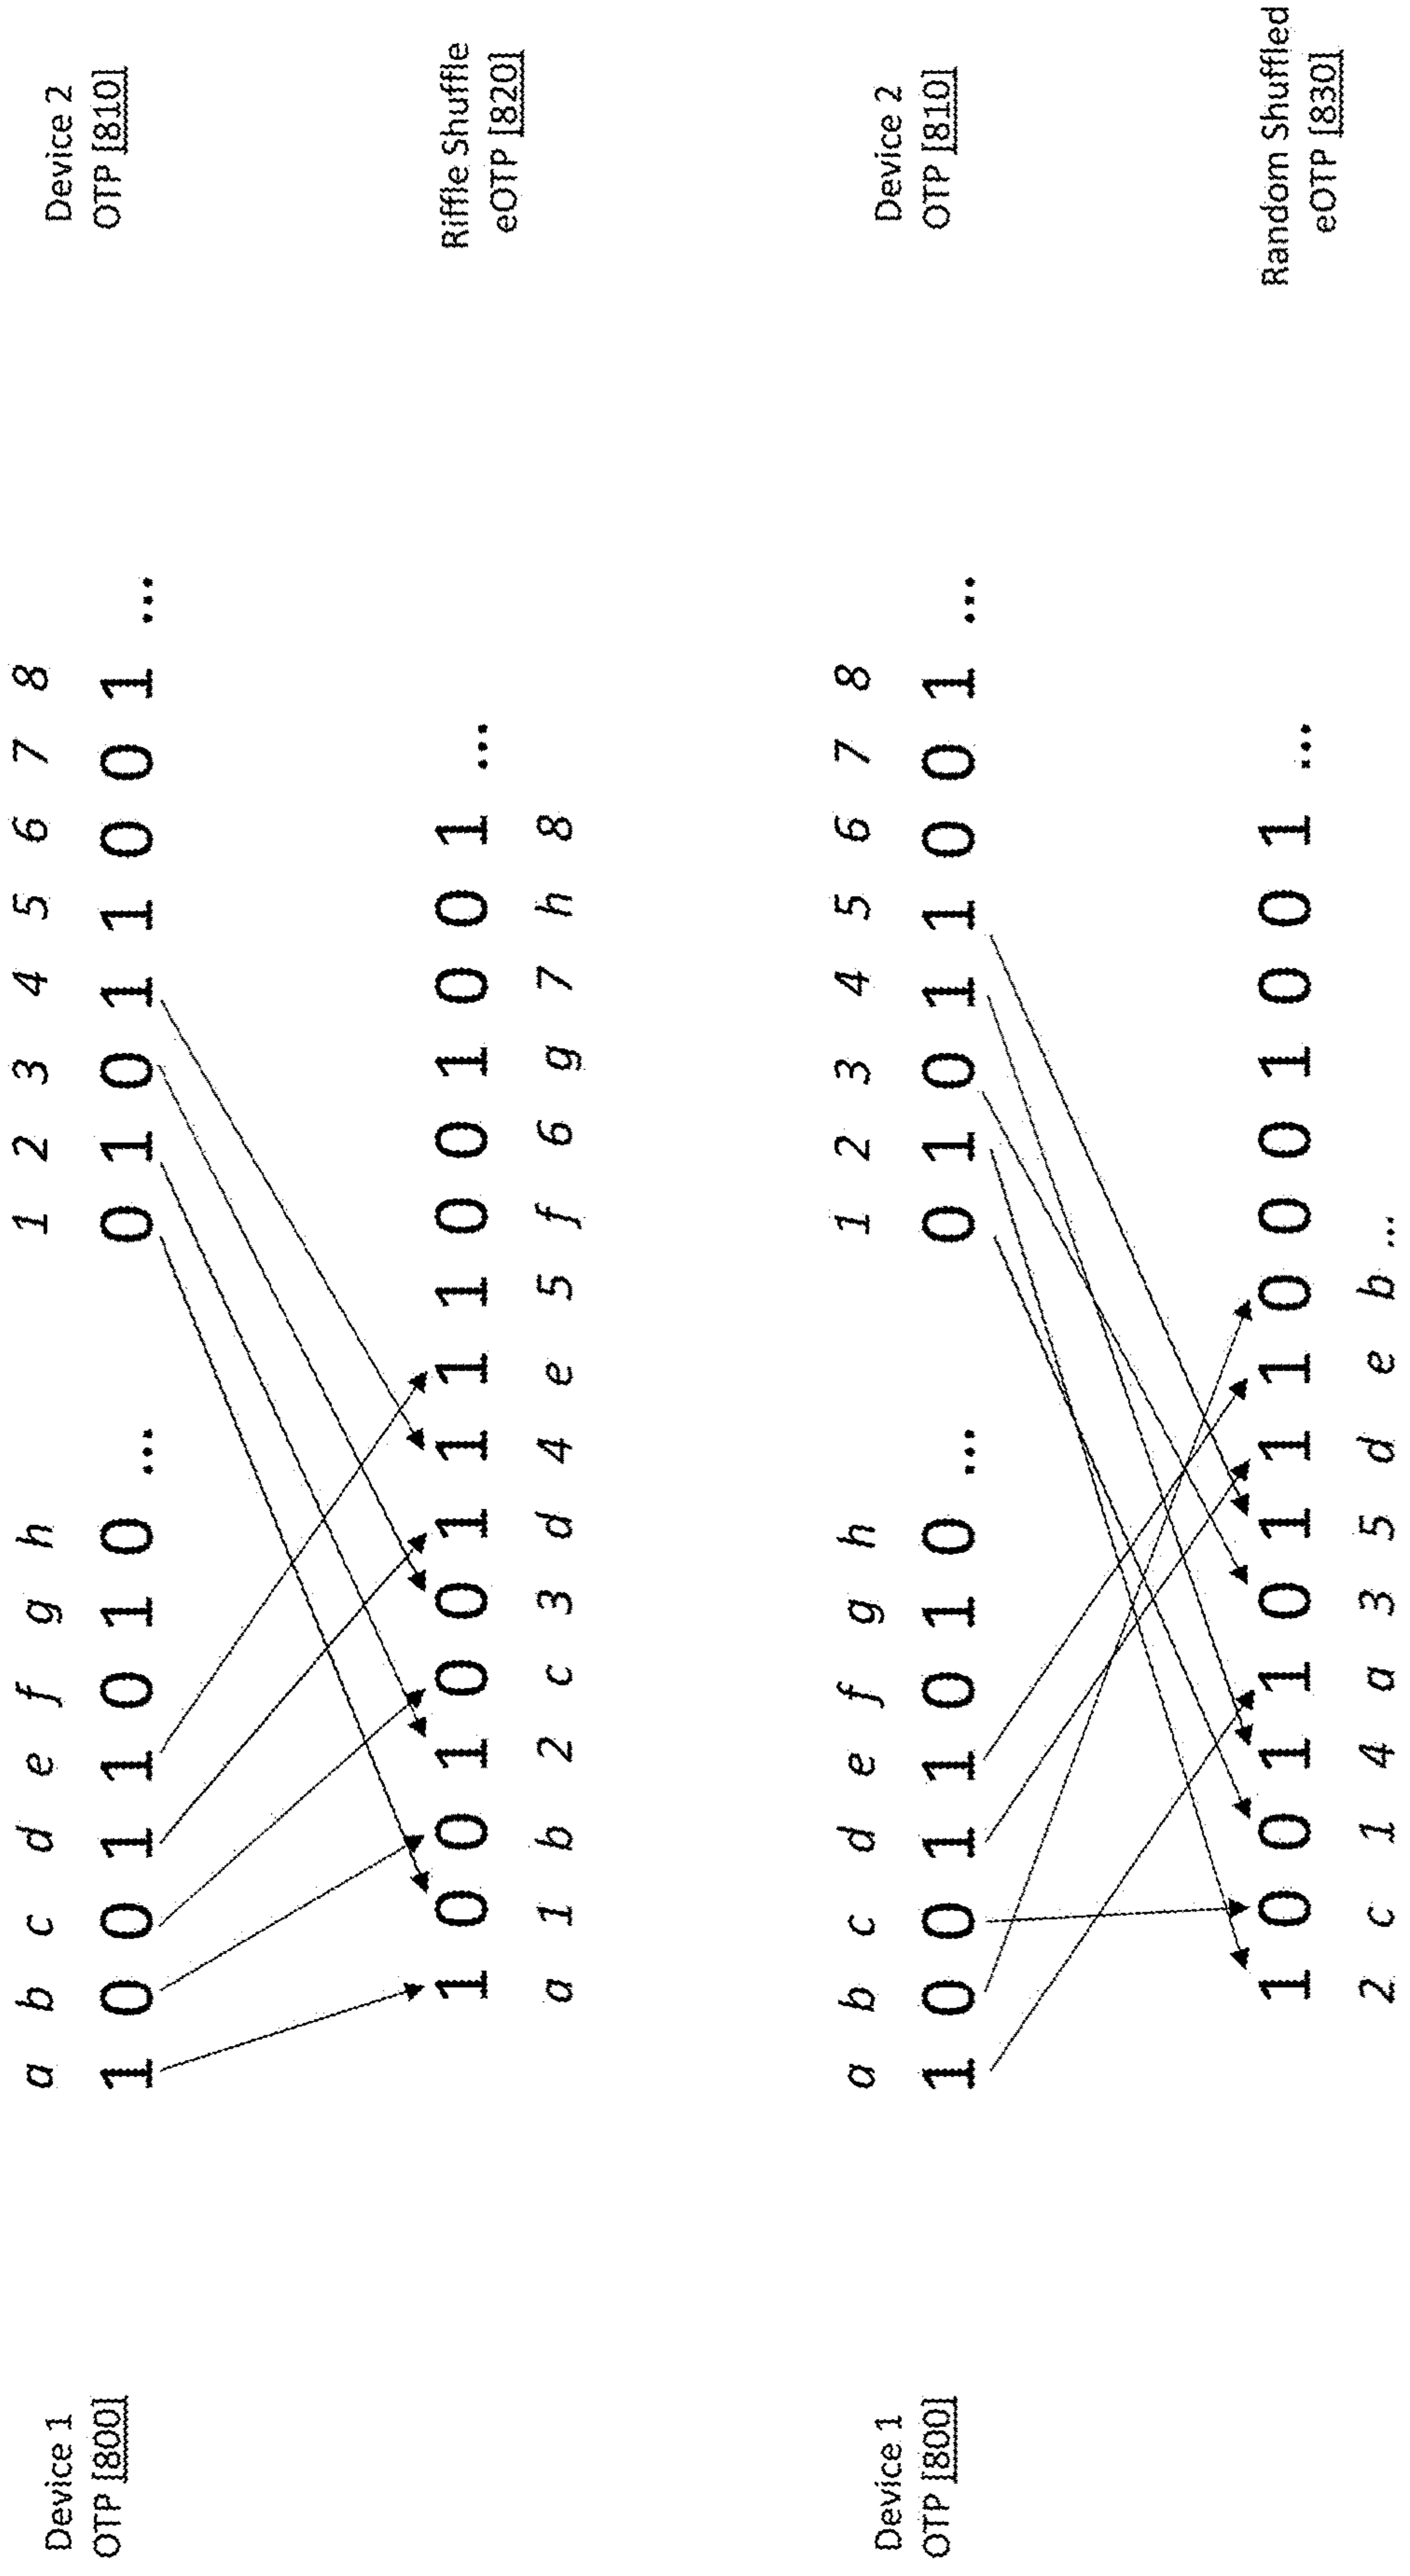 Device 1
OTP [800]
a b c d e f g h
1 0 0 1 1 0 1 0 ...
1 2 3 4 5 6 7 8
0 1 0 1 1 0 0 1 ...
Device 2
OTP [810]
1 0 0 1 0 0 1 1 1 1 0 0 1 0 0 1 ...
a 1 b 2 c 3 d 4 e 5 f 6 g 7 h 8
Riffle Shuffle
eOTP [820]
Device 1
OTP [800]
a b c d e f g h
1 0 0 1 1 0 1 0 ...
1 2 3 4 5 6 7 8
0 1 0 1 1 0 0 1 ...
Device 2
OTP [810]
1 0 0 1 1 0 1 1 1 0 0 0 1 0 0 1 ...
2 c 1 4 a 3 5 d e b ...
Random Shuffled
eOTP [830]